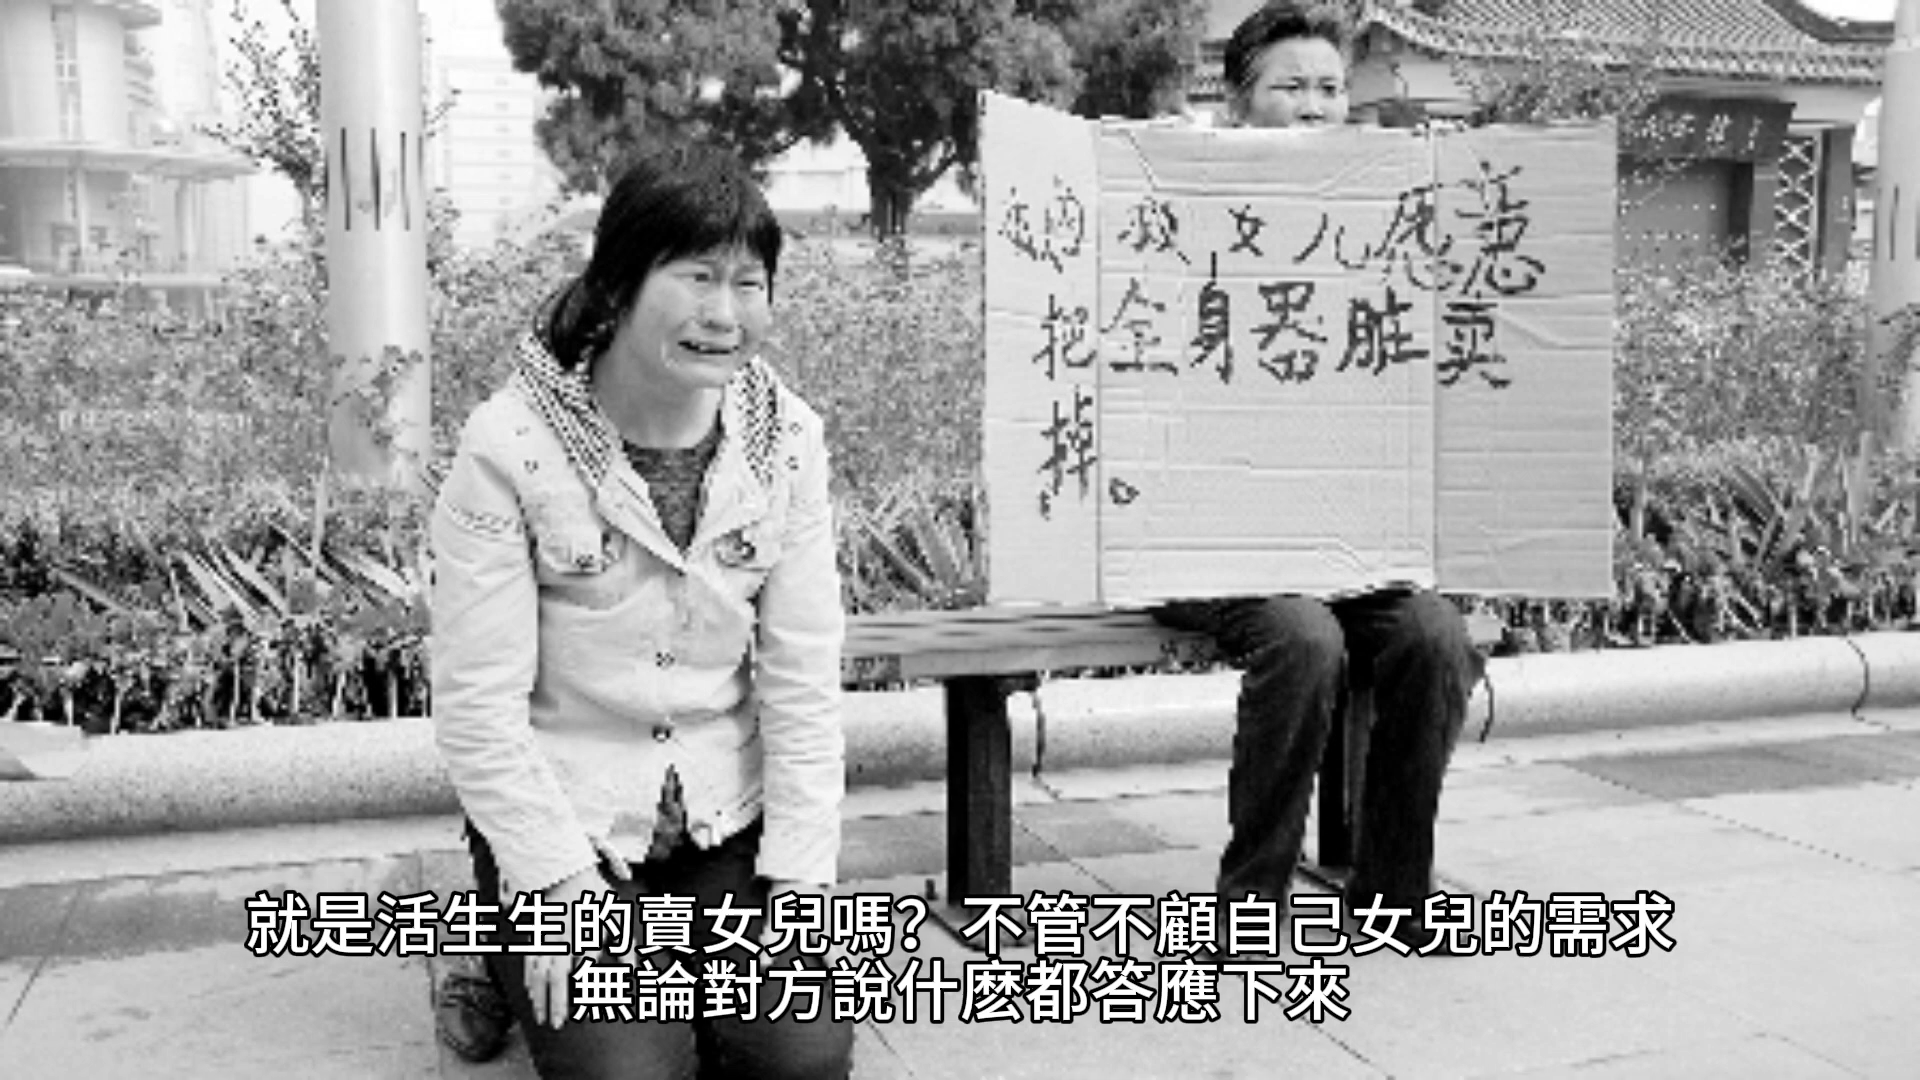 救女儿愿意
把全身器脏卖
掉。
就是活生生的賣女兒嗎？不管不顧自己女兒的需求
無論對方說什麽都答應下來